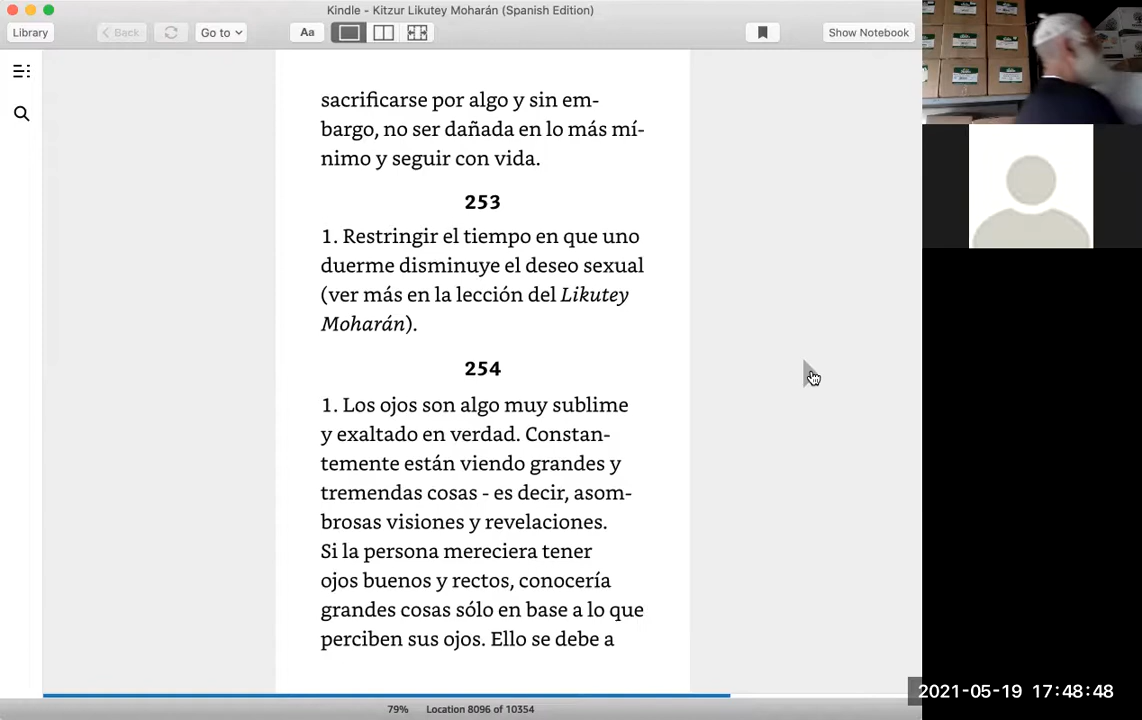 Kindle - Kitzur Likutey Moharán (Spanish Edition)
Library
Back
Go to
Aa
Show Notebook
sacrificarse por algo y sin em-
bargo, no ser dañada en lo más mí-
nimo y seguir con vida.
253
1. Restringir el tiempo en que uno
duerme disminuye el deseo sexual
(ver más en la lección del Likutey
Moharán).
254
1. Los ojos son algo muy sublime
y exaltado en verdad. Constan-
temente están viendo grandes y
tremendas cosas - es decir, asom-
brosas visiones y revelaciones.
Si la persona mereciera tener
ojos buenos y rectos, conocería
grandes cosas sólo en base a lo que
perciben sus ojos. Ello se debe a
79%
Location 8096 of 10354
2021-05-19 17:48:48